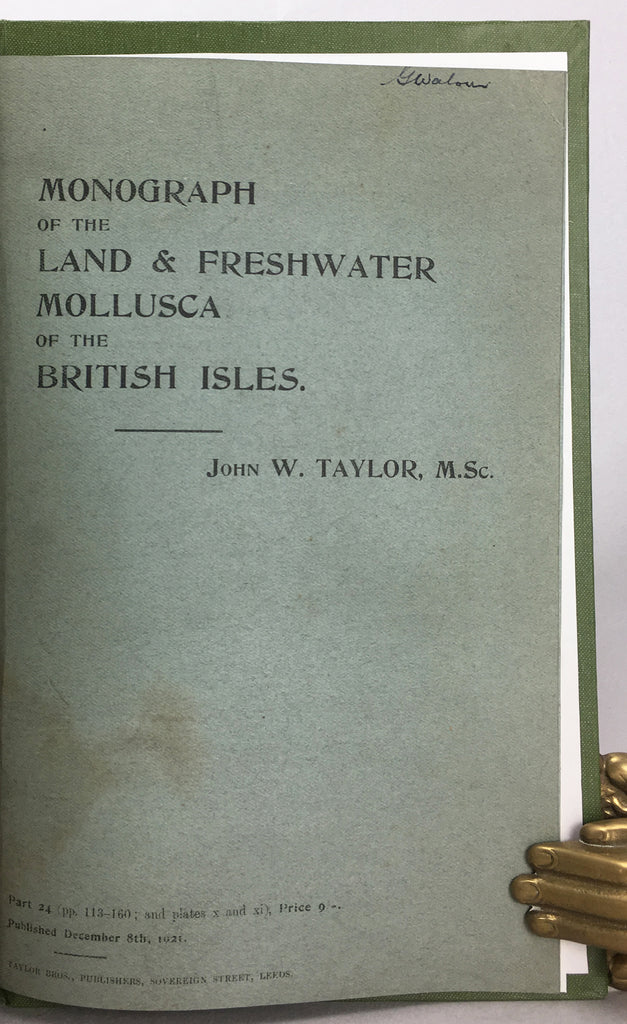 MONOGRAPH
OF THE
LAND & FRESHWATER
MOLLUSCA
OF THE
BRITISH ISLES.
JOHN W. TAYLOR, M.Sc.
Part 24 (pp. 113-160; and plates x and xi), Price 9/-.
Published December 8th, 1921.
TAYLOR BROS., PUBLISHERS, SOVEREIGN STREET, LEEDS.